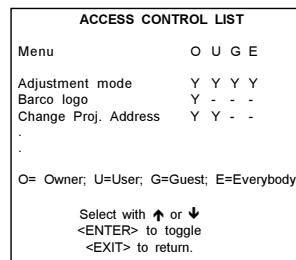 ACCESS CONTROL LIST
Menu O U G E
Adjustment mode Y Y Y Y
Barco logo Y - - -
Change Proj. Address Y Y - -
.
.
O= Owner; U=User; G=Guest; E=Everybody
Select with ↑ or ↓
<ENTER> to toggle
<EXIT> to return.